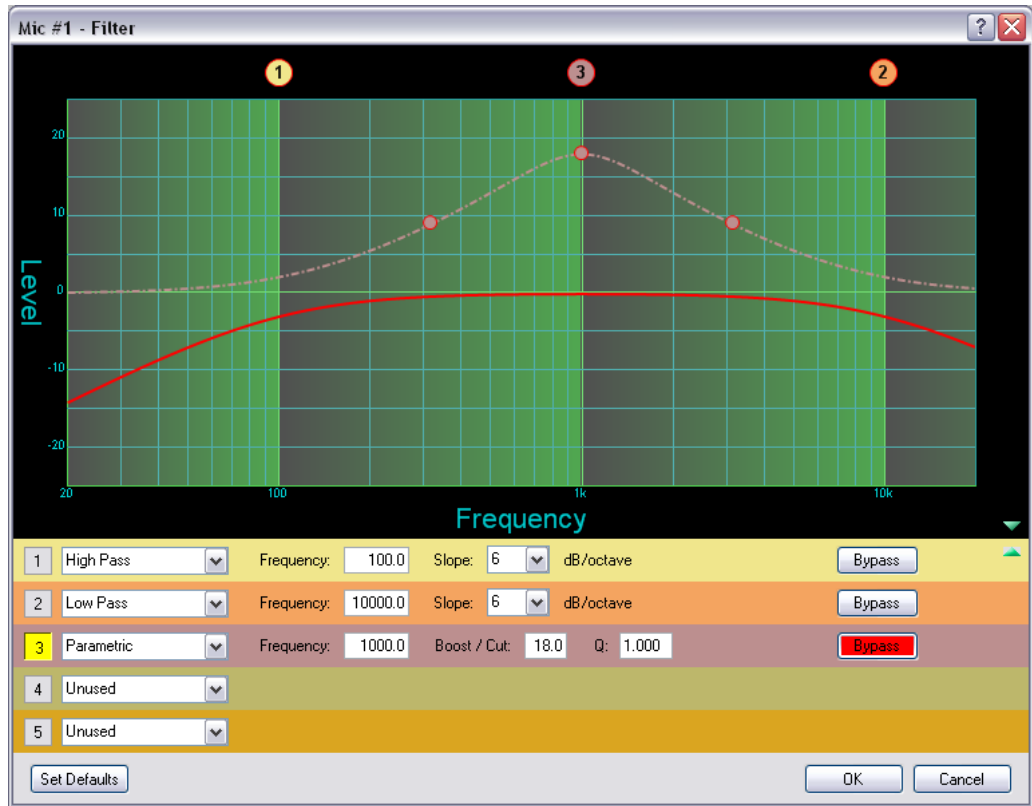 Mic #1 - Filter
?
1 3 2
20
10
0
-10
-20
Level
20 100 1k 10k
Frequency
1 High Pass Frequency: 100.0 Slope: 6 dB/octave Bypass
2 Low Pass Frequency: 10000.0 Slope: 6 dB/octave Bypass
3 Parametric Frequency: 1000.0 Boost / Cut: 18.0 Q: 1.000 Bypass
4 Unused
5 Unused
Set Defaults OK Cancel